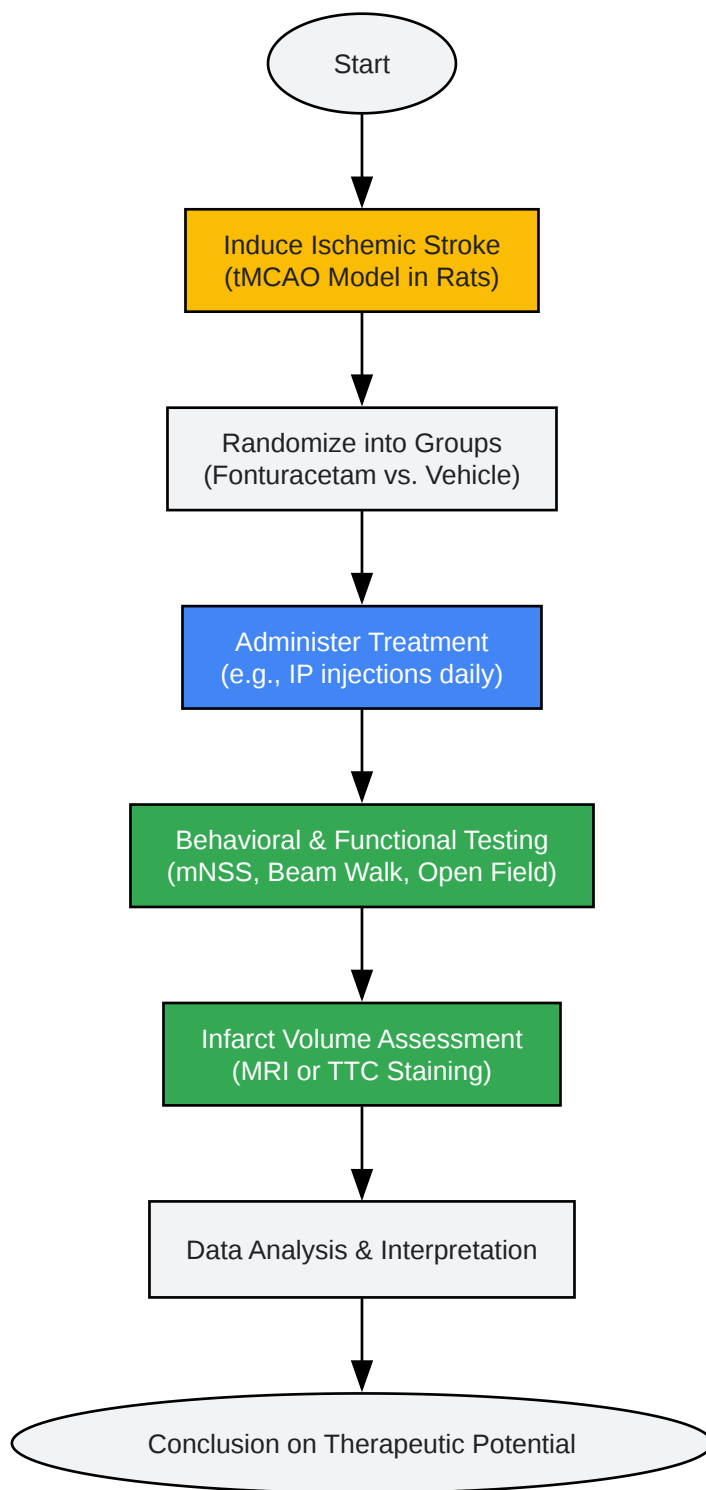 Start
Induce Ischemic Stroke
(tMCAO Model in Rats)
Randomize into Groups
(Fonturacetam vs. Vehicle)
Administer Treatment
(e.g., IP injections daily)
Behavioral & Functional Testing
(mNSS, Beam Walk, Open Field)
Infarct Volume Assessment
(MRI or TTC Staining)
Data Analysis & Interpretation
Conclusion on Therapeutic Potential